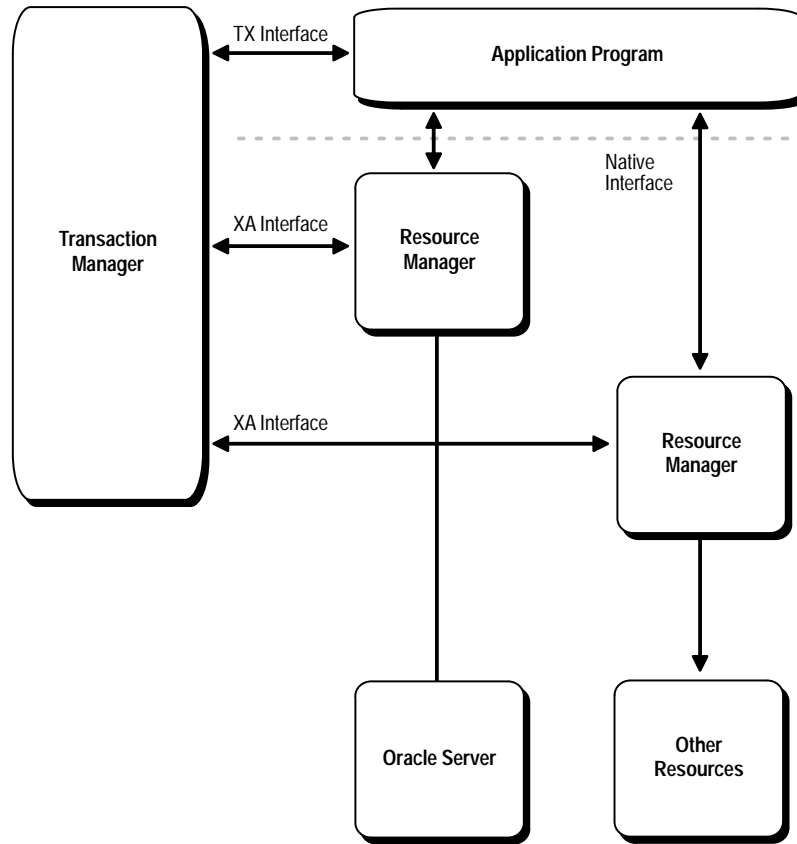 TX Interface
Application Program
Native
Interface
XA Interface
Transaction
Manager
Resource
Manager
XA Interface
Resource
Manager
Oracle Server
Other
Resources